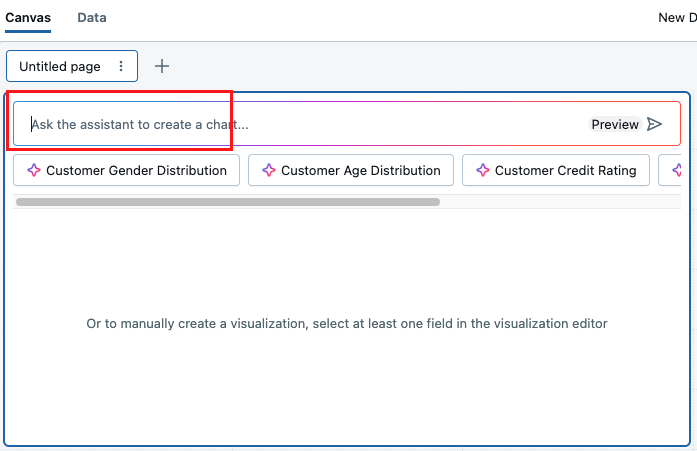 Canvas Data New D
Untitled page
Ask the assistant to create a chart... Preview
Customer Gender Distribution Customer Age Distribution Customer Credit Rating
Or to manually create a visualization, select at least one field in the visualization editor